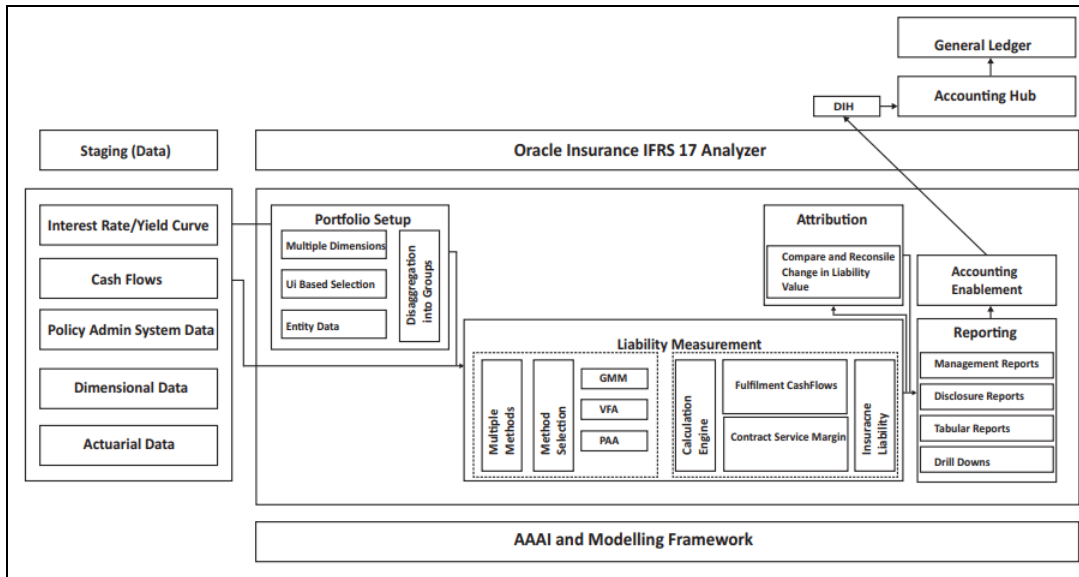 General Ledger
Accounting Hub
DIH
Staging (Data)
Oracle Insurance IFRS 17 Analyzer
Interest Rate/Yield Curve
Cash Flows
Policy Admin System Data
Dimensional Data
Actuarial Data
Portfolio Setup
Multiple Dimensions
Ui Based Selection
Entity Data
Disaggregation
into Groups
Attribution
Compare and Reconcile
Change in Liability
Value
Accounting
Enablement
Liability Measurement
Multiple
Methods
Method
Selection
GMM
VFA
PAA
Calculation
Engine
Fulfilment CashFlows
Contract Service Margin
Insuracne
Liability
Reporting
Management Reports
Disclosure Reports
Tabular Reports
Drill Downs
AAAI and Modelling Framework